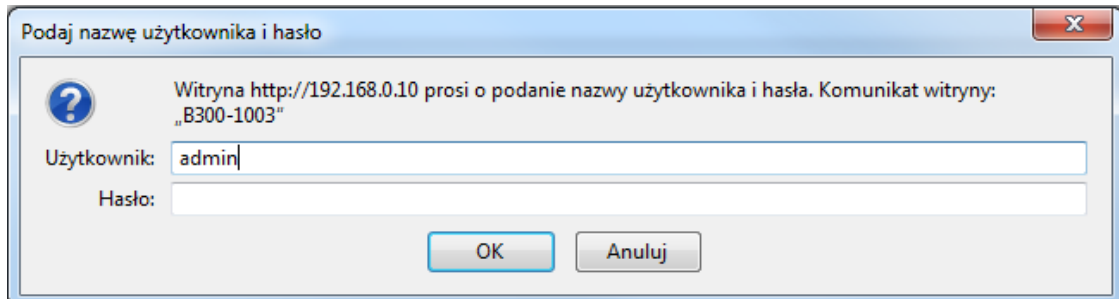 Podaj nazwę użytkownika i hasło
Witryna http://192.168.0.10 prosi o podanie nazwy użytkownika i hasła. Komunikat witryny:
„B300-1003”
Użytkownik: admin
Hasło:
OK Anuluj